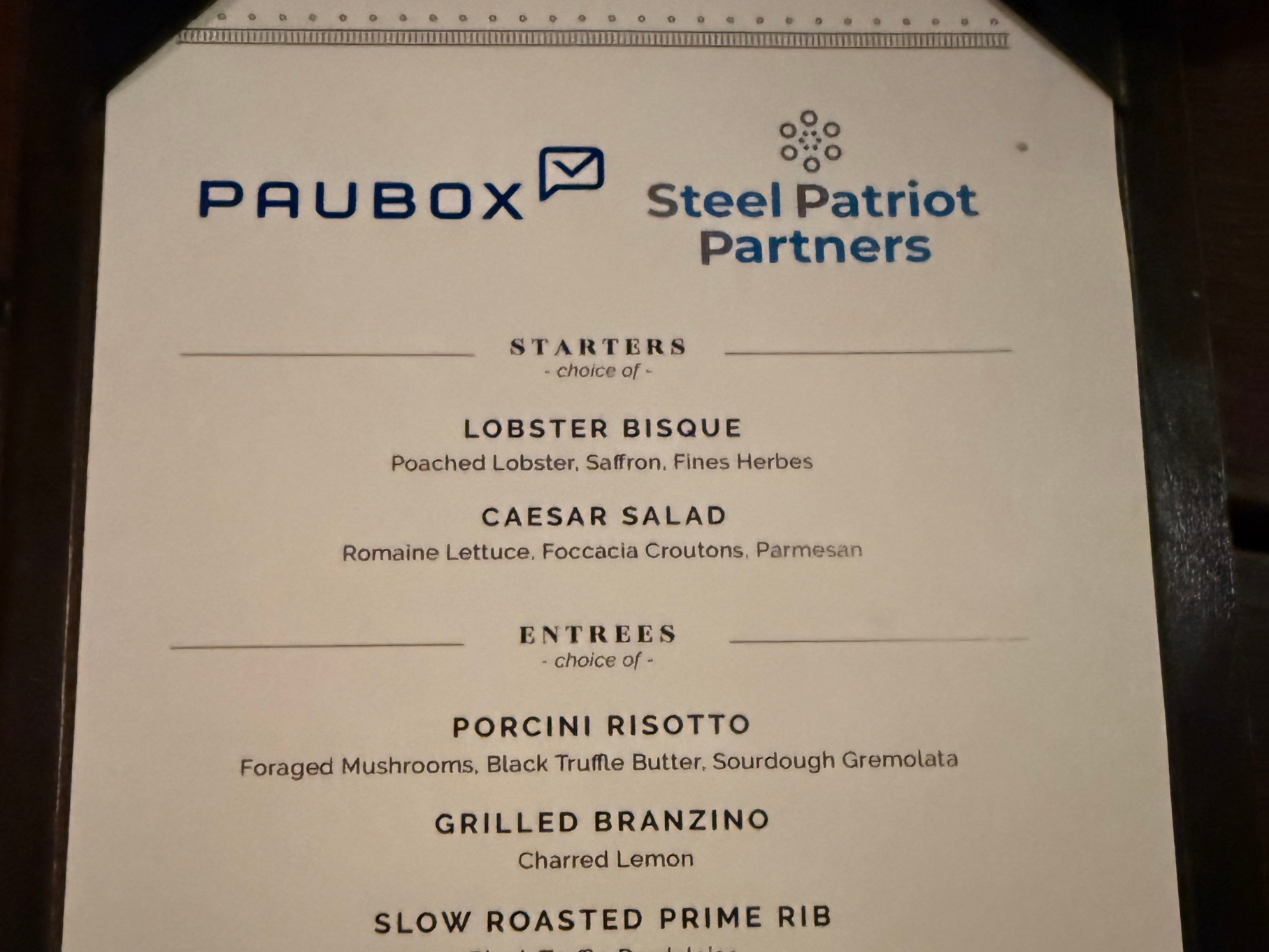 PAUBOX
Steel Patriot
Partners
STARTERS
- choice of -
LOBSTER BISQUE
Poached Lobster, Saffron, Fines Herbes
CAESAR SALAD
Romaine Lettuce, Foccacia Croutons, Parmesan
ENTREES
- choice of -
PORCINI RISOTTO
Foraged Mushrooms, Black Truffle Butter, Sourdough Gremolata
GRILLED BRANZINO
Charred Lemon
SLOW ROASTED PRIME RIB